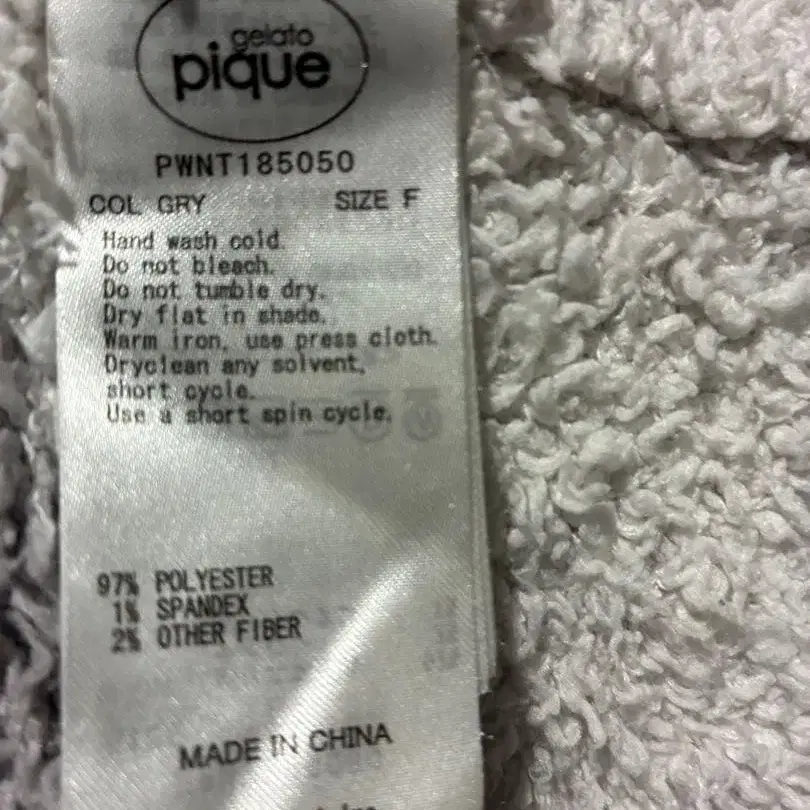 gelato
pique
PWNT185050
COL GRY SIZE F
Hand wash cold.
Do not bleach.
Do not tumble dry.
Dry flat in shade.
Warm iron, use press cloth.
Dryclean any solvent,
short cycle.
Use a short spin cycle.
97% POLYESTER
1% SPANDEX
2% OTHER FIBER
MADE IN CHINA